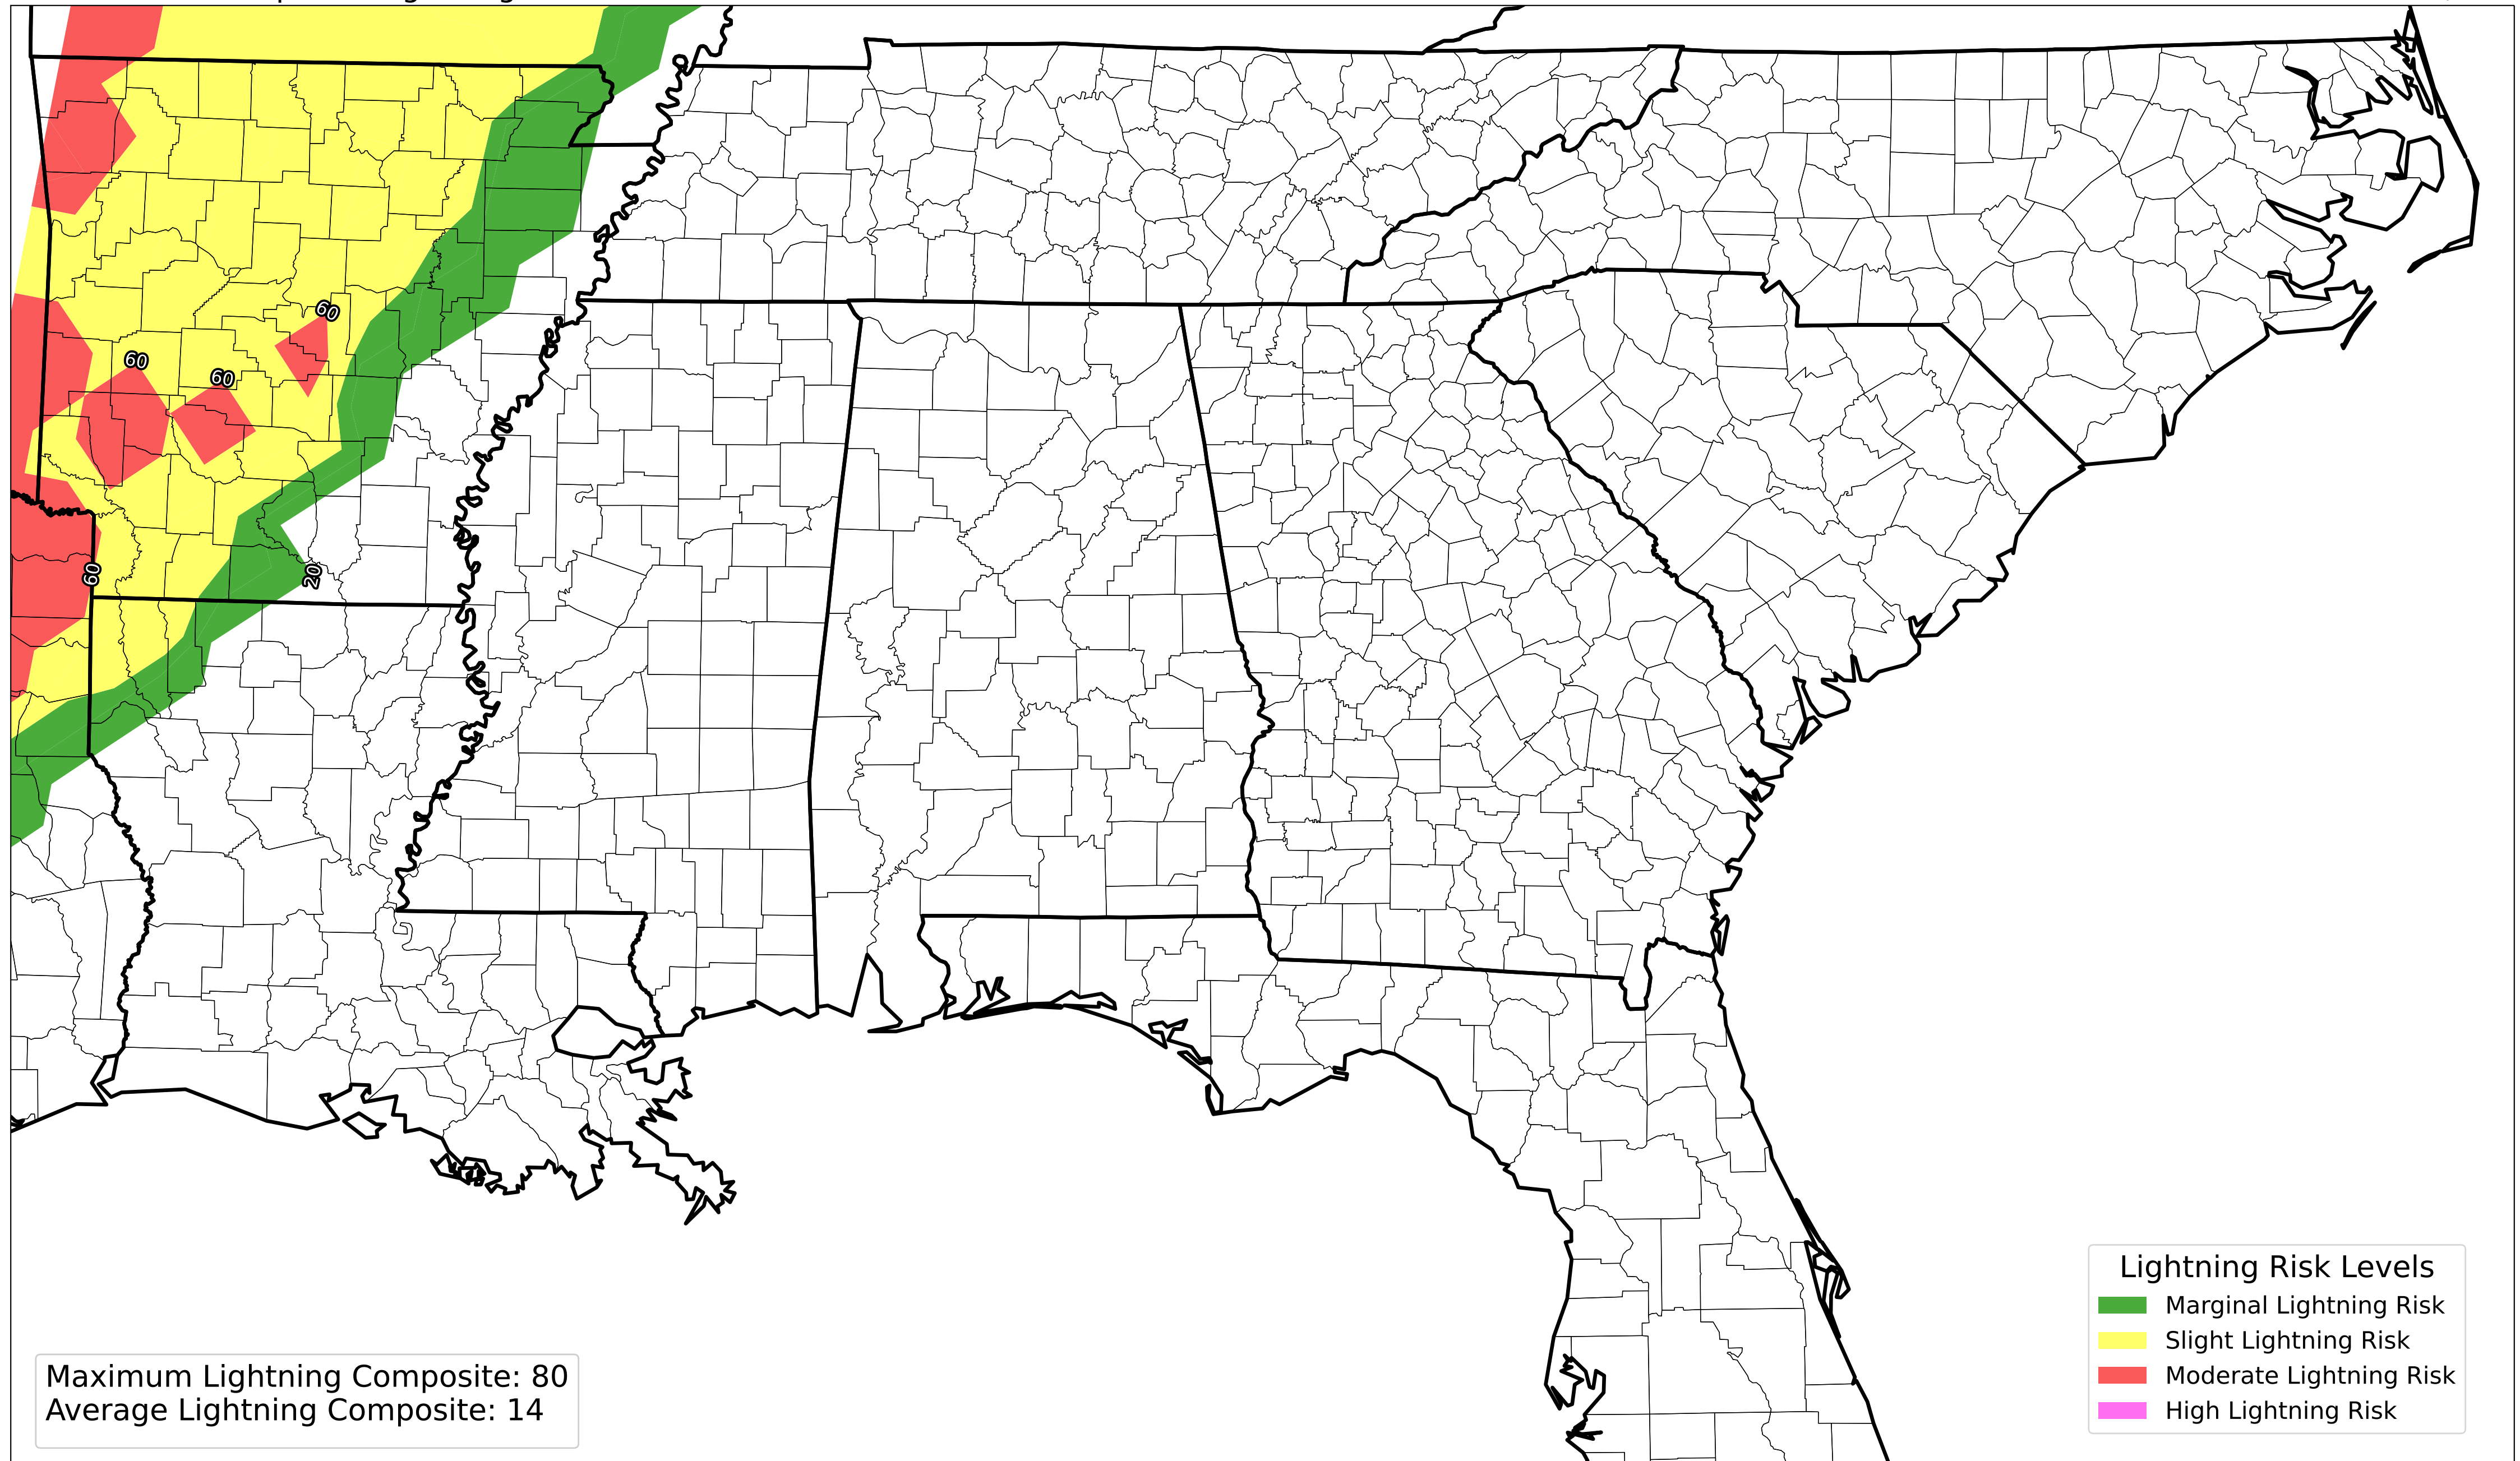 60
60
60
60
20
Lightning Risk Levels
Marginal Lightning Risk
Slight Lightning Risk
Moderate Lightning Risk
High Lightning Risk
Maximum Lightning Composite: 80
Average Lightning Composite: 14